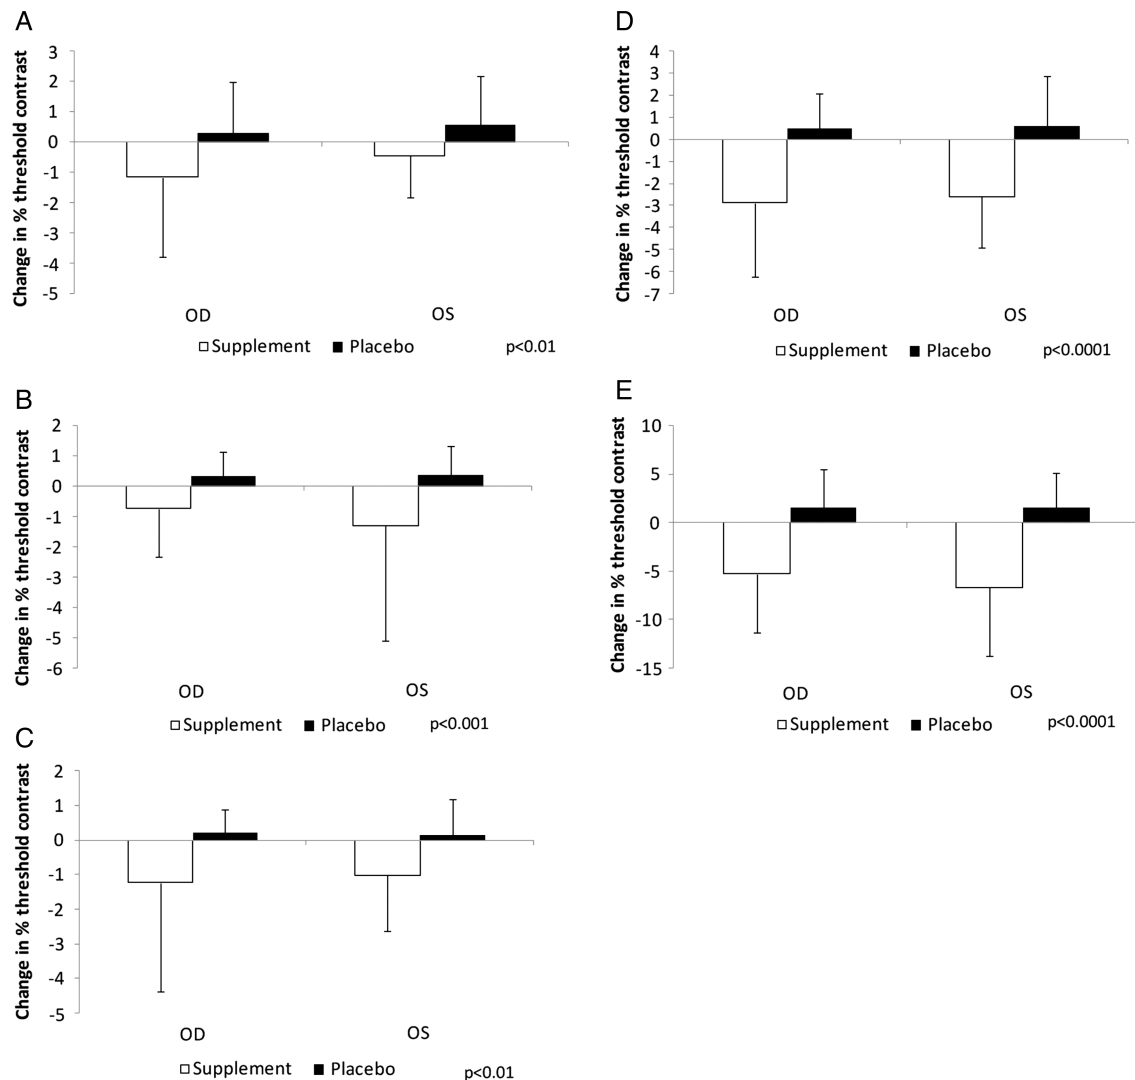 A
Change in % threshold contrast
3
2
1
0
-1
-2
-3
-4
-5
OD OS
Supplement Placebo p<0.01
B
Change in % threshold contrast
2
1
0
-1
-2
-3
-4
-5
-6
OD OS
Supplement Placebo p<0.001
C
Change in % threshold contrast
2
1
0
-1
-2
-3
-4
-5
OD OS
Supplement Placebo p<0.01
D
Change in % threshold contrast
4
3
2
1
0
-1
-2
-3
-4
-5
-6
-7
OD OS
Supplement Placebo p<0.0001
E
Change in % threshold contrast
10
5
0
-5
-10
-15
OD OS
Supplement Placebo p<0.0001